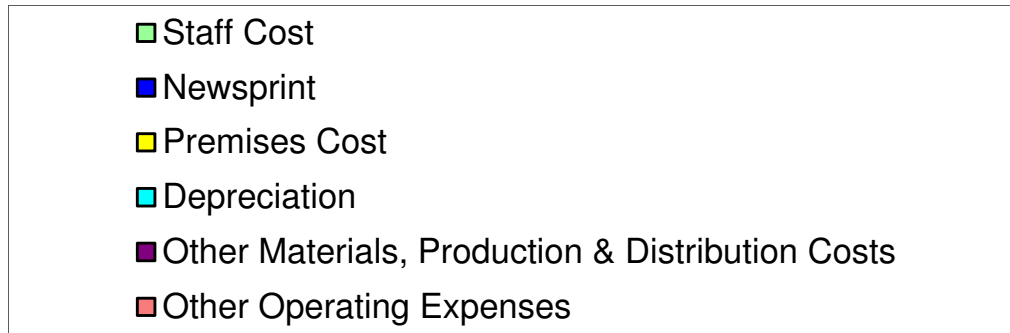 Staff Cost
Newsprint
Premises Cost
Depreciation
Other Materials, Production & Distribution Costs
Other Operating Expenses